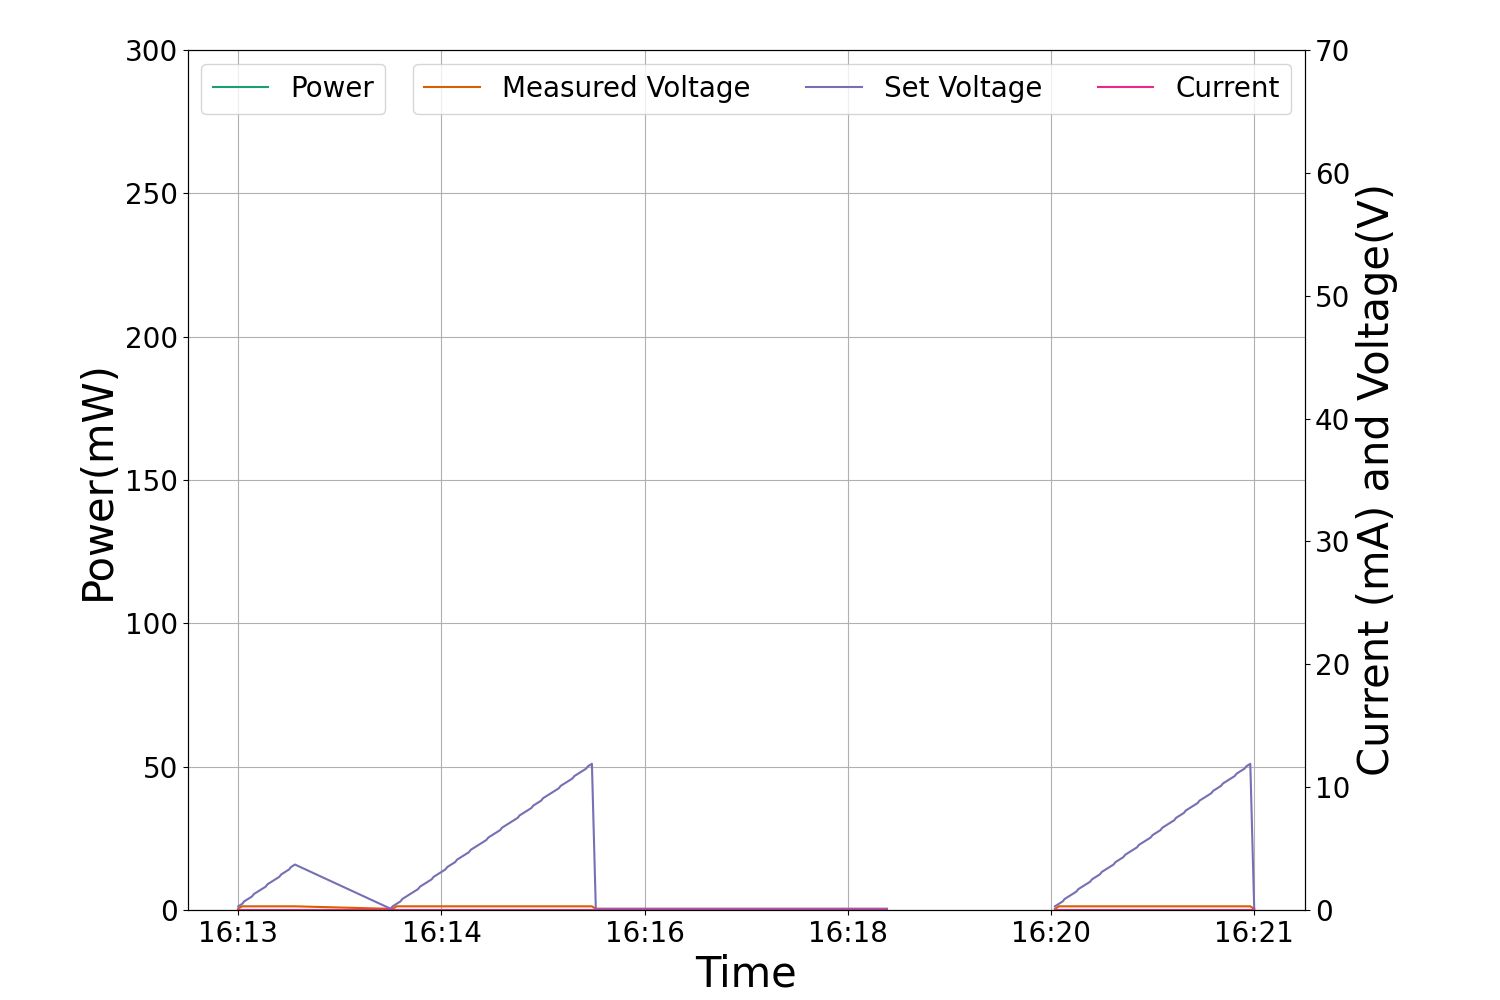 Power
Measured Voltage
Set Voltage
Current
300
250
200
150
100
50
0
Power(mW)
70
60
50
40
30
20
10
0
Current (mA) and Voltage(V)
16:13 16:14 16:16 16:18 16:20 16:21
Time